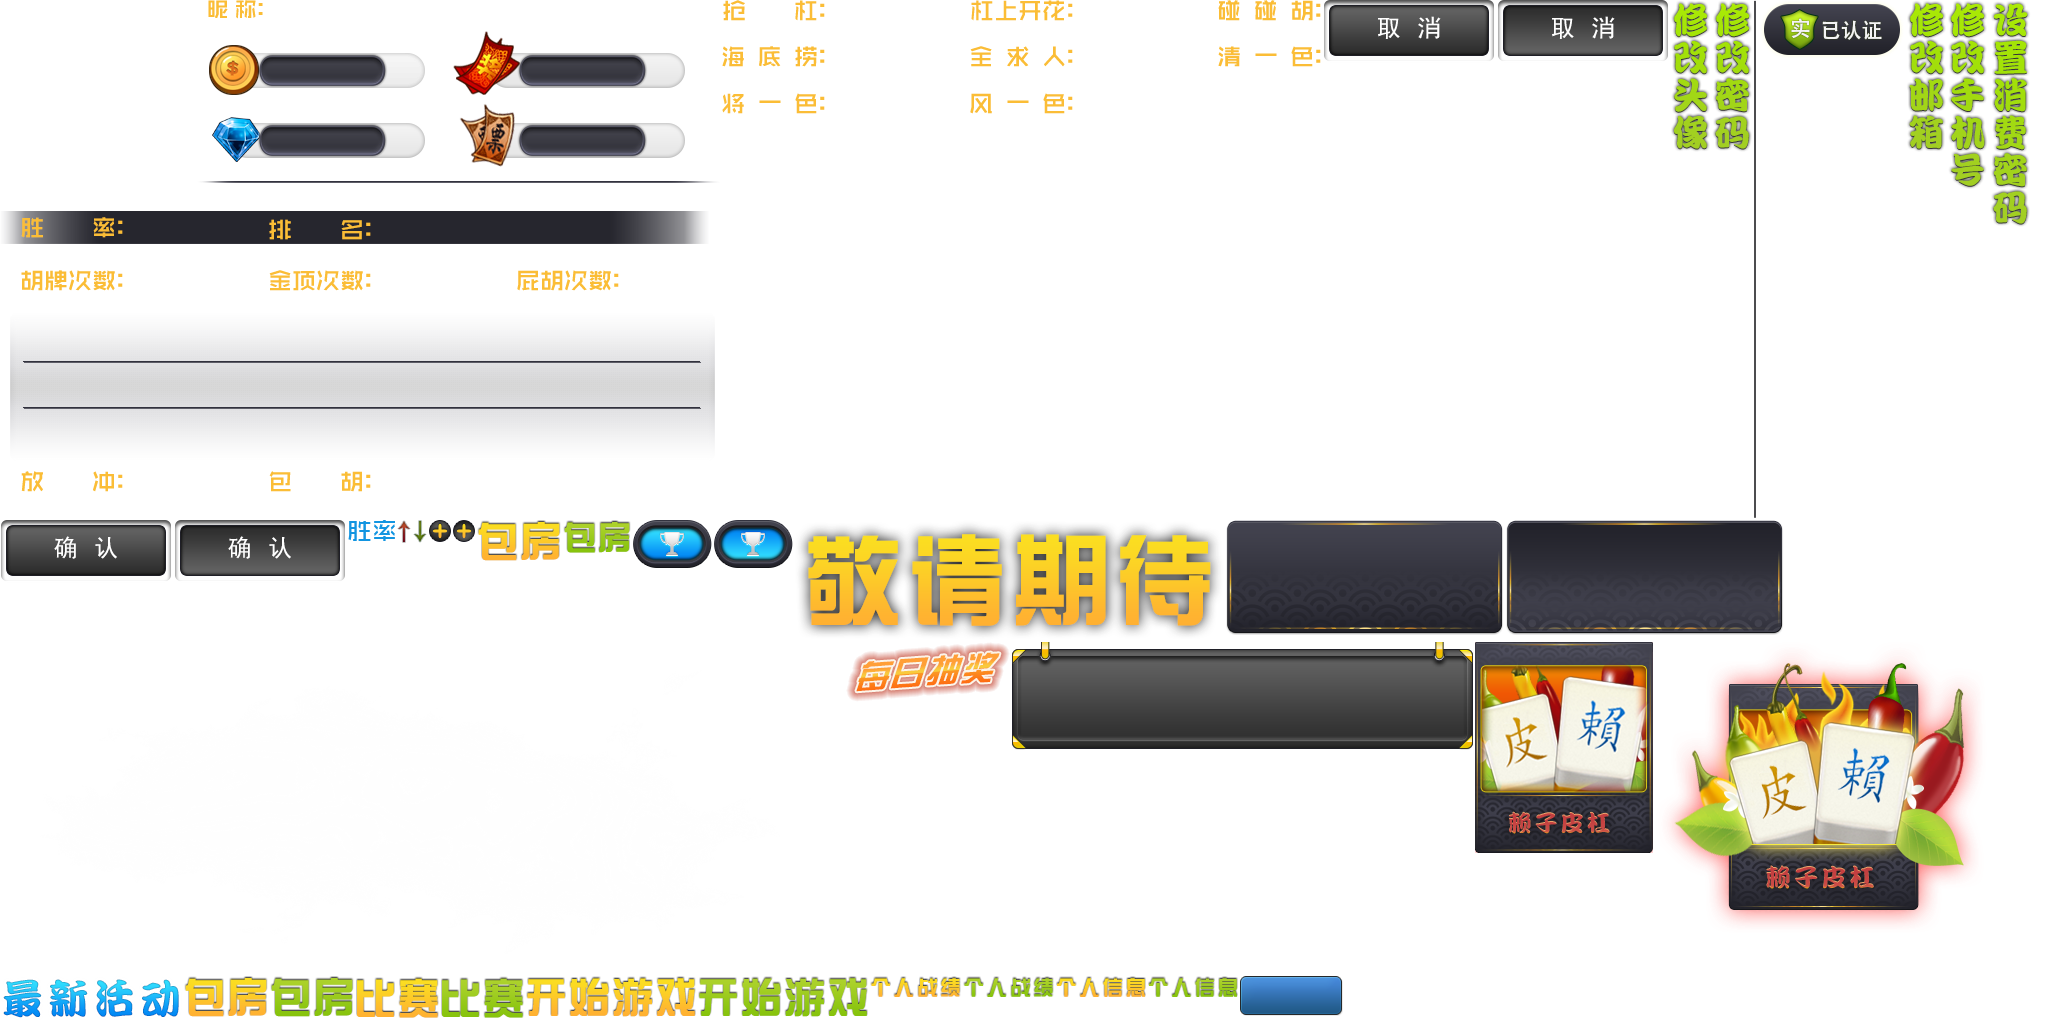 昵 称:
抢 杠:
杠上开花:
碰 碰 胡:
海 底 捞:
全 求 人:
清 一 色:
将 一 色:
风 一 色:
取 消
取 消
修改头像
修改密码
实 已认证
修改邮箱
修改手机号
设置消费密码
胜 率:
排 名:
胡牌次数:
金顶次数:
屁胡次数:
放 冲:
包 胡:
确 认
确 认
胜率
包房
包房
敬请期待
每日抽奖
皮
賴
赖子皮杠
皮
賴
赖子皮杠
最新活动
包房
包房
比赛
比赛
开始游戏
开始游戏
个人战绩
个人战绩
个人信息
个人信息